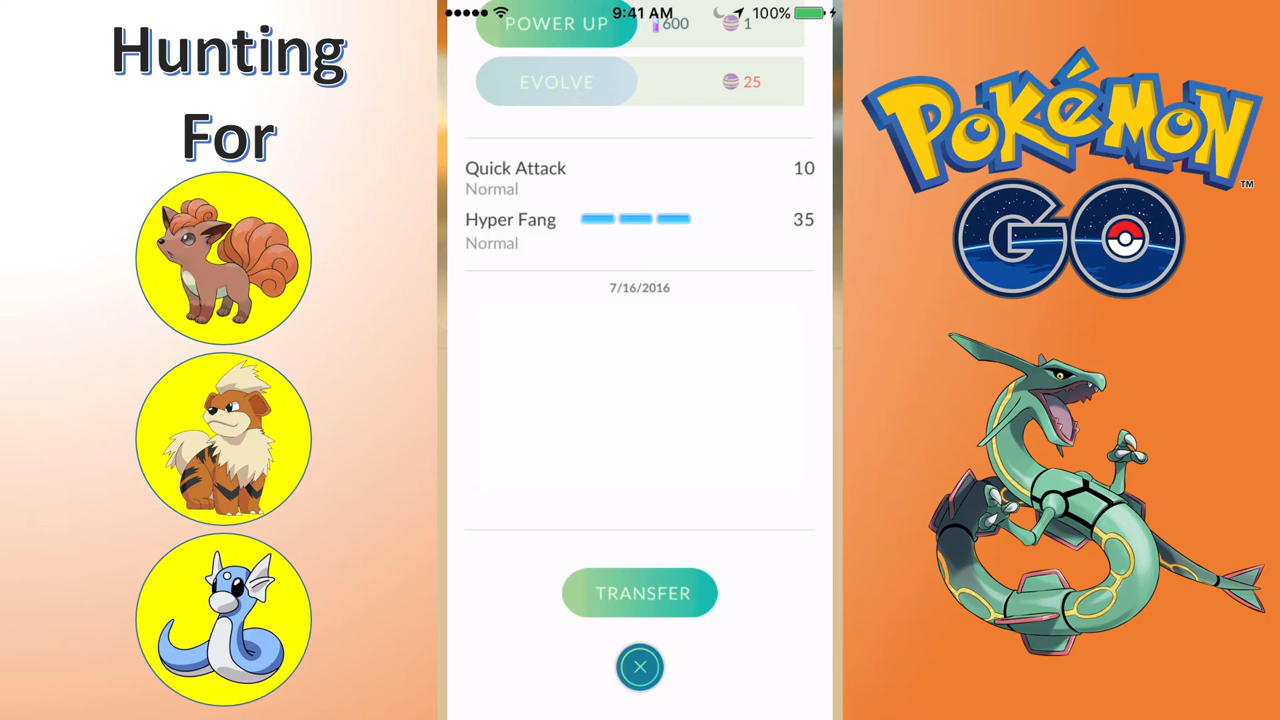 Hunting
For
9:41 AM
100%
POWER UP
600
1
EVOLVE
25
Quick Attack
10
Normal
Hyper Fang
35
Normal
7/16/2016
TRANSFER
POKéMON
TM
GO